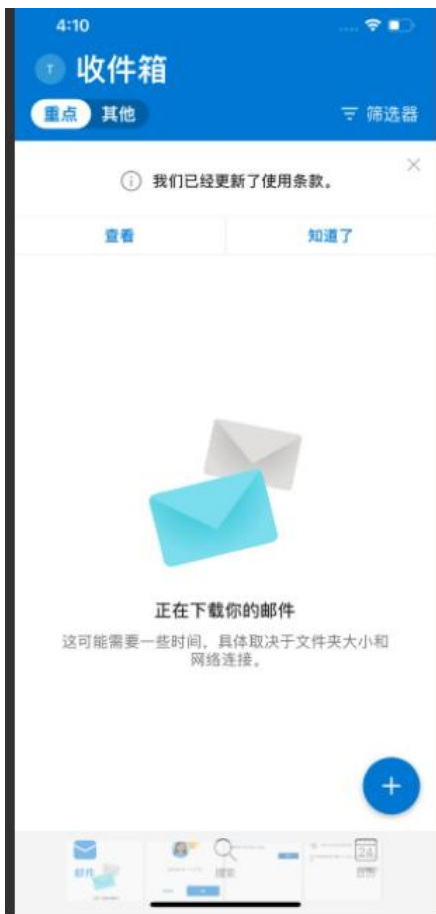 4:10
T
收件箱
重点 其他
筛选器
我们已经更新了使用条款。
查看
知道了
正在下载你的邮件
这可能需要一些时间，具体取决于文件夹大小和
网络连接。
24
邮件
搜索